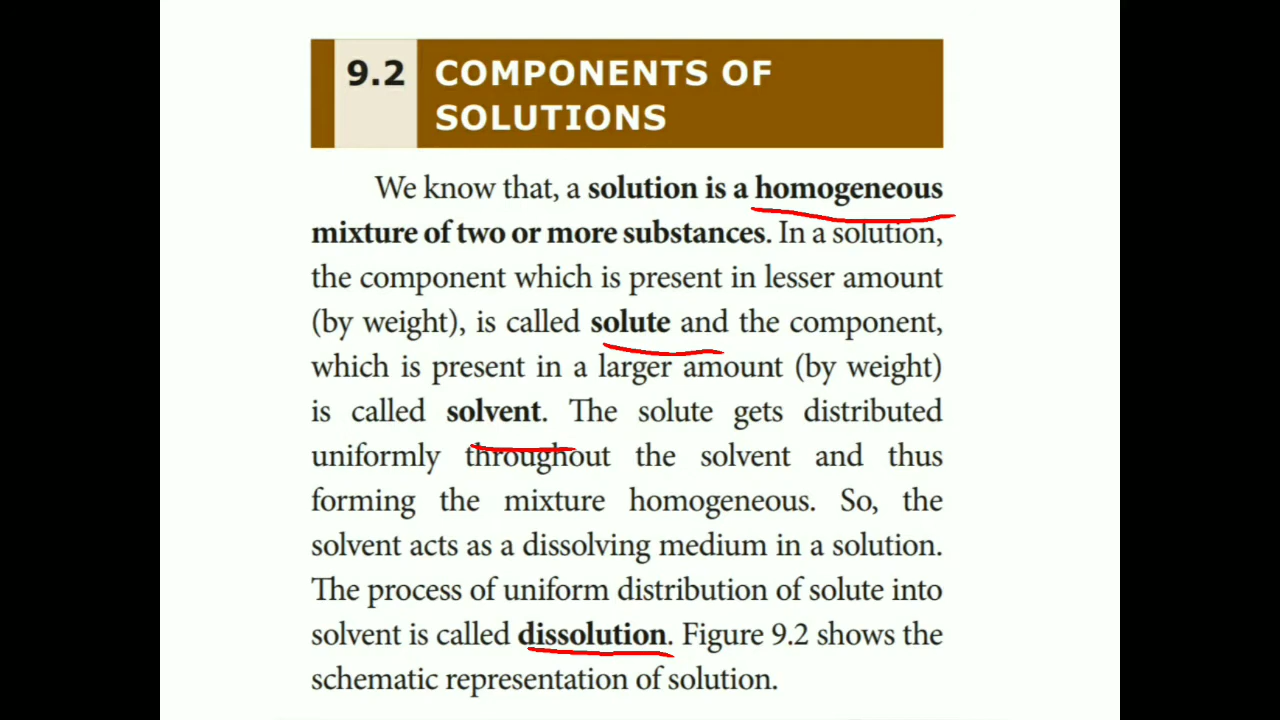 9.2 COMPONENTS OF
SOLUTIONS
We know that, a solution is a homogeneous
mixture of two or more substances. In a solution,
the component which is present in lesser amount
(by weight), is called solute and the component,
which is present in a larger amount (by weight)
is called solvent. The solute gets distributed
uniformly throughout the solvent and thus
forming the mixture homogeneous. So, the
solvent acts as a dissolving medium in a solution.
The process of uniform distribution of solute into
solvent is called dissolution. Figure 9.2 shows the
schematic representation of solution.